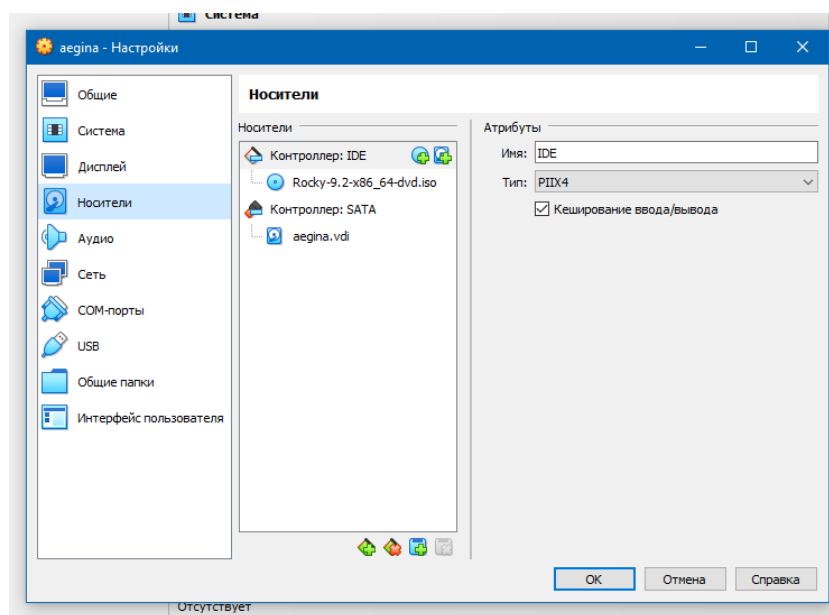 Система
aegina - Настройки
Общие
Система
Дисплей
Носители
Аудио
Сеть
COM-порты
USB
Общие папки
Интерфейс пользователя
Носители
Носители
Контроллер: IDE
Rocky-9.2-x86_64-dvd.iso
Контроллер: SATA
aegina.vdi
Атрибуты
Имя: IDE
Тип: PIIX4
Кеширование ввода/вывода
OK
Отмена
Справка
Отсутствует